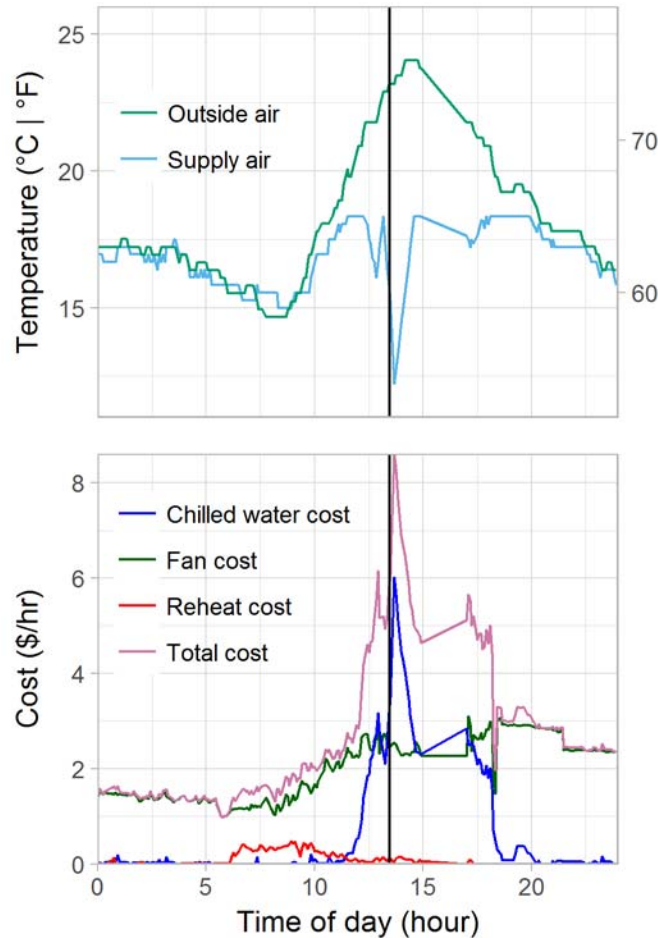 25
20
15
70
60
Temperature (°C | °F)
Outside air
Supply air
8
6
4
2
0
Cost ($/hr)
Chilled water cost
Fan cost
Reheat cost
Total cost
0 5 10 15 20
Time of day (hour)